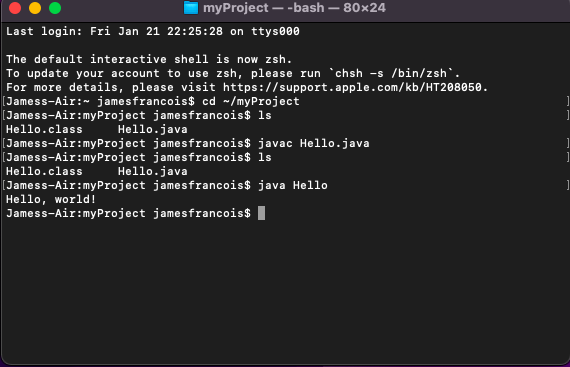 myProject — -bash — 80×24
Last login: Fri Jan 21 22:25:28 on ttys000
The default interactive shell is now zsh.
To update your account to use zsh, please run `chsh -s /bin/zsh`.
For more details, please visit https://support.apple.com/kb/HT208050.
[Jamess-Air:~ jamesfrancois$ cd ~/myProject ]
[Jamess-Air:myProject jamesfrancois$ ls ]
Hello.class Hello.java
[Jamess-Air:myProject jamesfrancois$ javac Hello.java ]
[Jamess-Air:myProject jamesfrancois$ ls ]
Hello.class Hello.java
[Jamess-Air:myProject jamesfrancois$ java Hello ]
Hello, world!
Jamess-Air:myProject jamesfrancois$